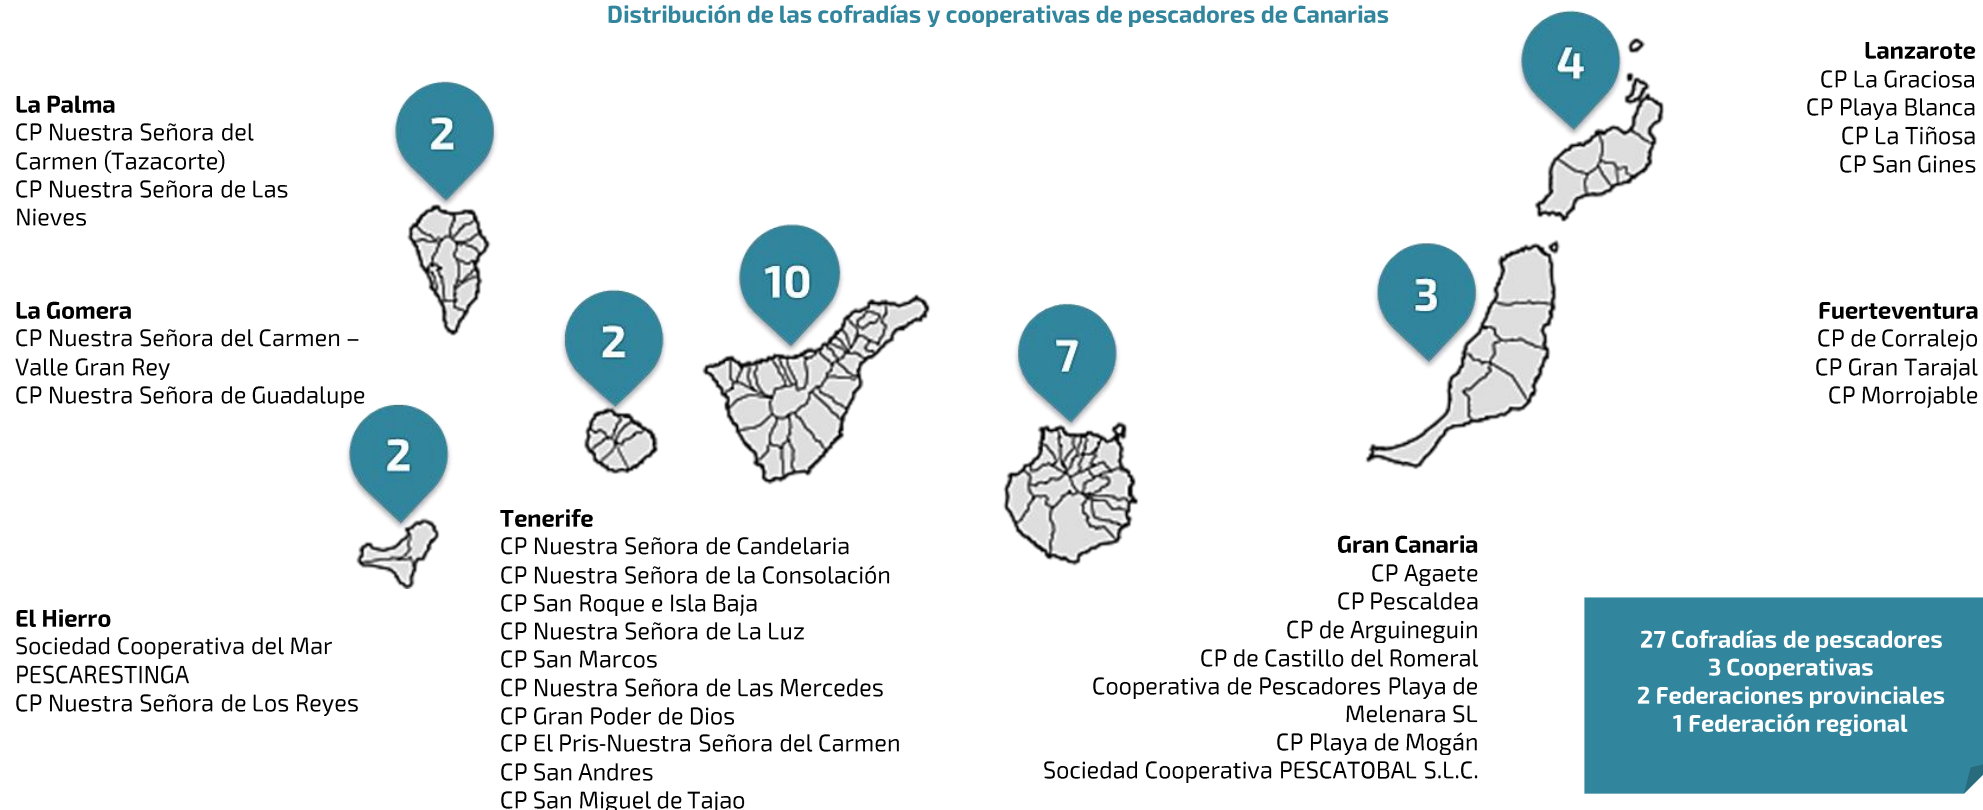 Distribución de las cofradías y cooperativas de pescadores de Canarias
La Palma
CP Nuestra Señora del
Carmen (Tazacorte)
CP Nuestra Señora de Las
Nieves
2
La Gomera
CP Nuestra Señora del Carmen –
Valle Gran Rey
CP Nuestra Señora de Guadalupe
2
El Hierro
Sociedad Cooperativa del Mar
PESCARESTINGA
CP Nuestra Señora de Los Reyes
2
10
Tenerife
CP Nuestra Señora de Candelaria
CP Nuestra Señora de la Consolación
CP San Roque e Isla Baja
CP Nuestra Señora de La Luz
CP San Marcos
CP Nuestra Señora de Las Mercedes
CP Gran Poder de Dios
CP El Pris-Nuestra Señora del Carmen
CP San Andres
CP San Miguel de Tajao
7
Gran Canaria
CP Agaete
CP Pescaldea
CP de Arguineguin
CP de Castillo del Romeral
Cooperativa de Pescadores Playa de
Melenara SL
CP Playa de Mogán
Sociedad Cooperativa PESCATOBAL S.L.C.
4
Lanzarote
CP La Graciosa
CP Playa Blanca
CP La Tiñosa
CP San Gines
3
Fuerteventura
CP de Corralejo
CP Gran Tarajal
CP Morrojable
27 Cofradías de pescadores
3 Cooperativas
2 Federaciones provinciales
1 Federación regional